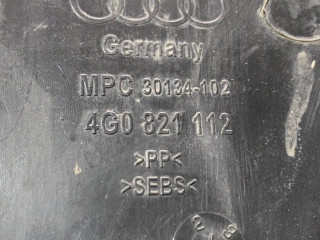 Germany
MPC 30134-102
4G0 821 112
>PP<
>SEBS<